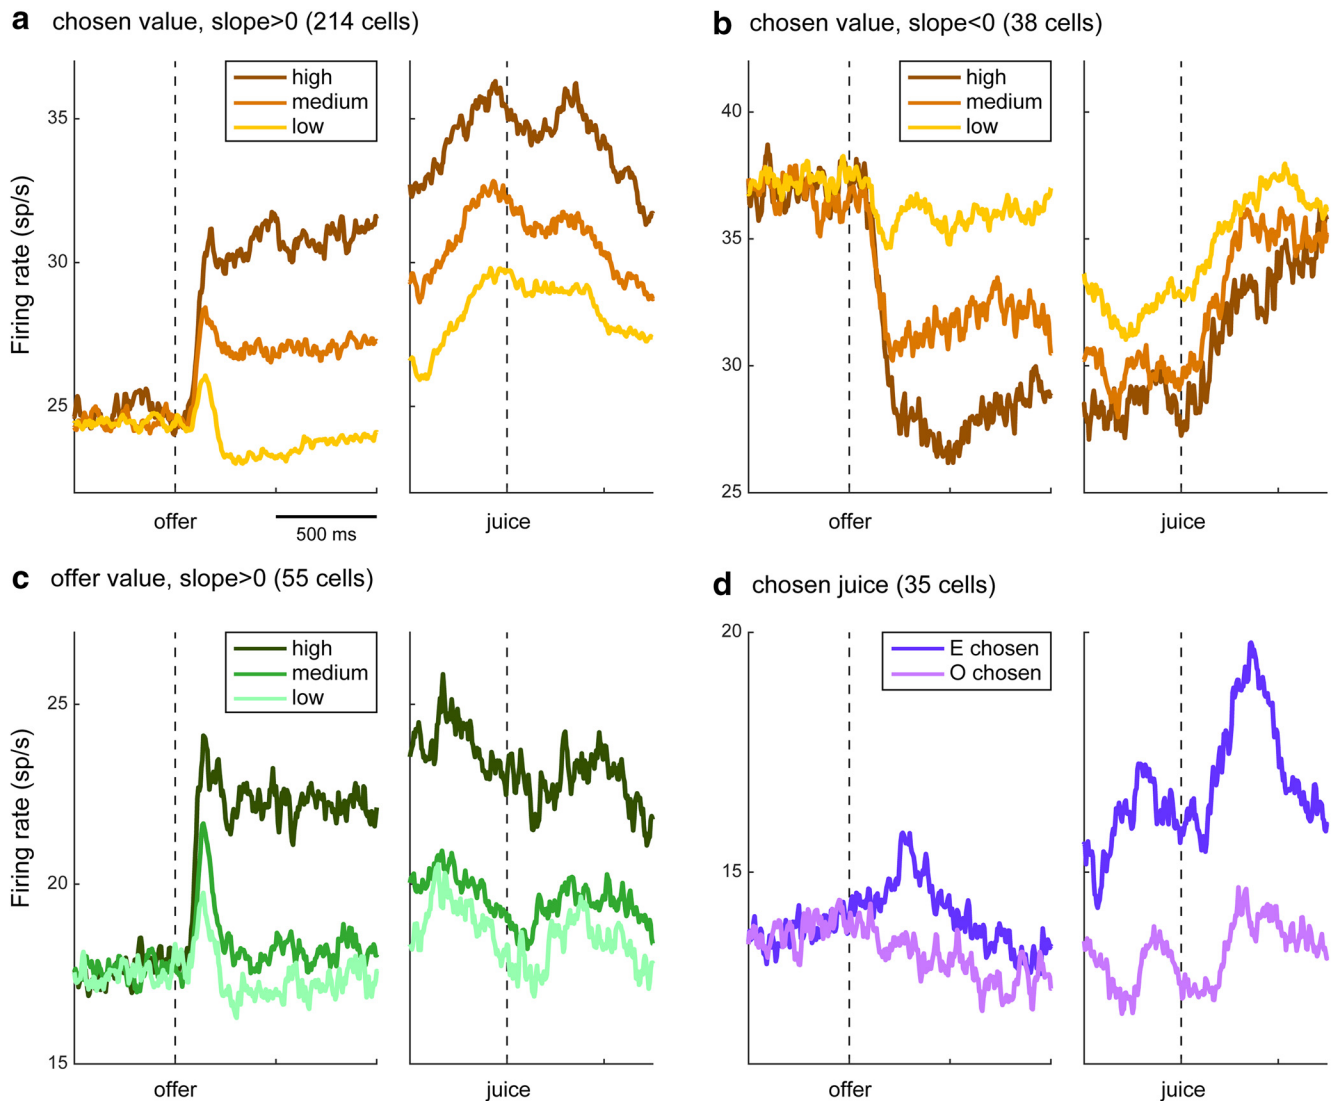 a chosen value, slope>0 (214 cells)
high
medium
low
35
30
25
Firing rate (sp/s)
offer
500 ms
juice
b chosen value, slope<0 (38 cells)
high
medium
low
40
35
30
25
offer
juice
c offer value, slope>0 (55 cells)
high
medium
low
25
20
15
Firing rate (sp/s)
offer
juice
d chosen juice (35 cells)
E chosen
O chosen
20
15
offer
juice